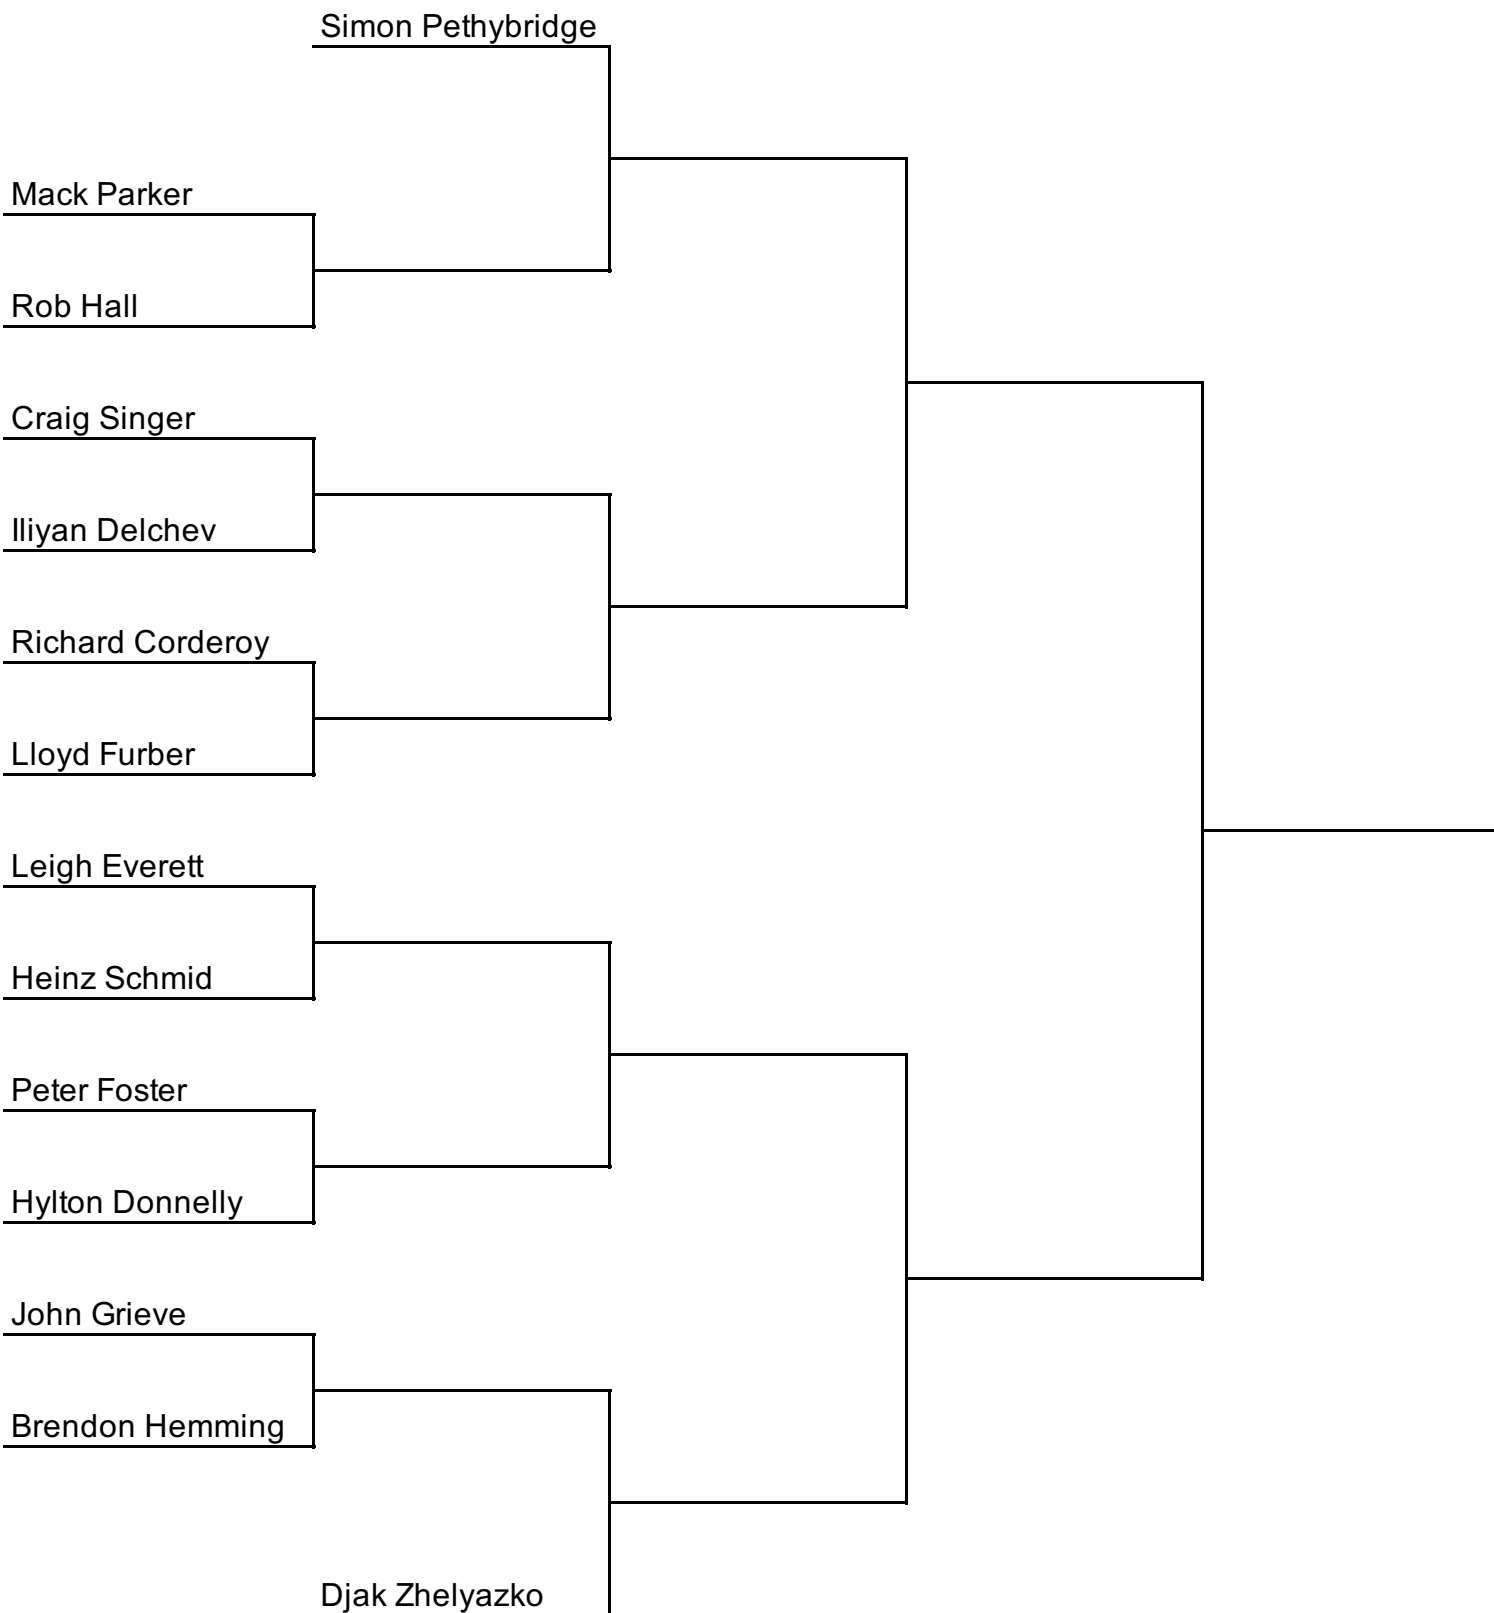 Simon Pethybridge
Mack Parker
Rob Hall
Craig Singer
Iliyan Delchev
Richard Corderoy
Lloyd Furber
Leigh Everett
Heinz Schmid
Peter Foster
Hylton Donnelly
John Grieve
Brendon Hemming
Djak Zhelyazko